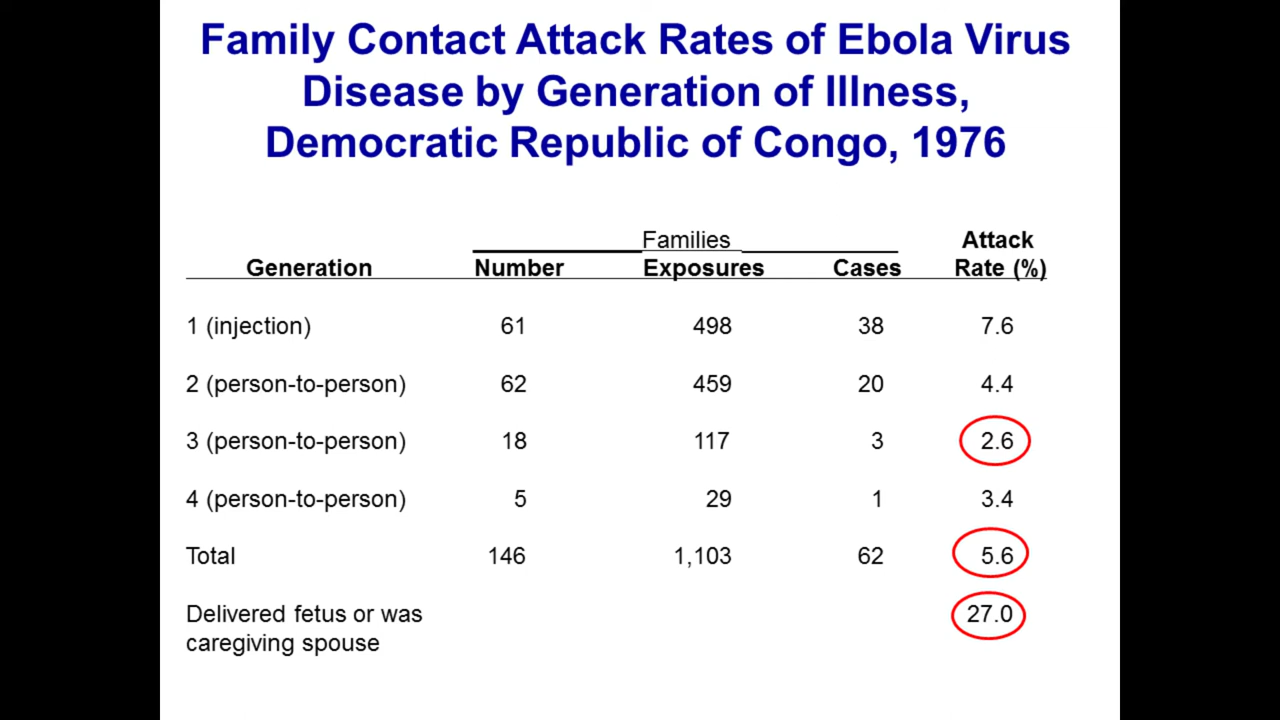 Family Contact Attack Rates of Ebola Virus
Disease by Generation of Illness,
Democratic Republic of Congo, 1976
Families Attack
Generation Number Exposures Cases Rate (%)
1 (injection) 61 498 38 7.6
2 (person-to-person) 62 459 20 4.4
3 (person-to-person) 18 117 3 2.6
4 (person-to-person) 5 29 1 3.4
Total 146 1,103 62 5.6
Delivered fetus or was 27.0
caregiving spouse